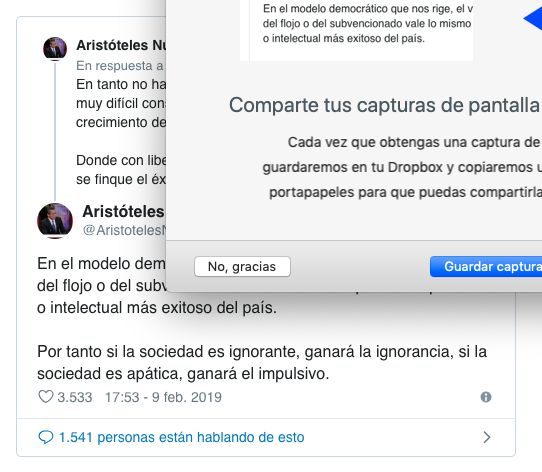 En el modelo democrático que nos rige, el v
del flojo o del subvencionado vale lo mismo
o intelectual más exitoso del país.
Comparte tus capturas de pantalla
Cada vez que obtengas una captura de
guardaremos en tu Dropbox y copiaremos u
portapapeles para que puedas compartirla
No, gracias
Guardar captura
Aristóteles Nu
En respuesta a
En tanto no ha
muy difícil cons
crecimiento de
Donde con libe
se finque el éx
Aristóteles
@AristotelesN
En el modelo dem
del flojo o del subv
o intelectual más exitoso del país.
Por tanto si la sociedad es ignorante, ganará la ignorancia, si la
sociedad es apática, ganará el impulsivo.
3.533 17:53 - 9 feb. 2019
1.541 personas están hablando de esto